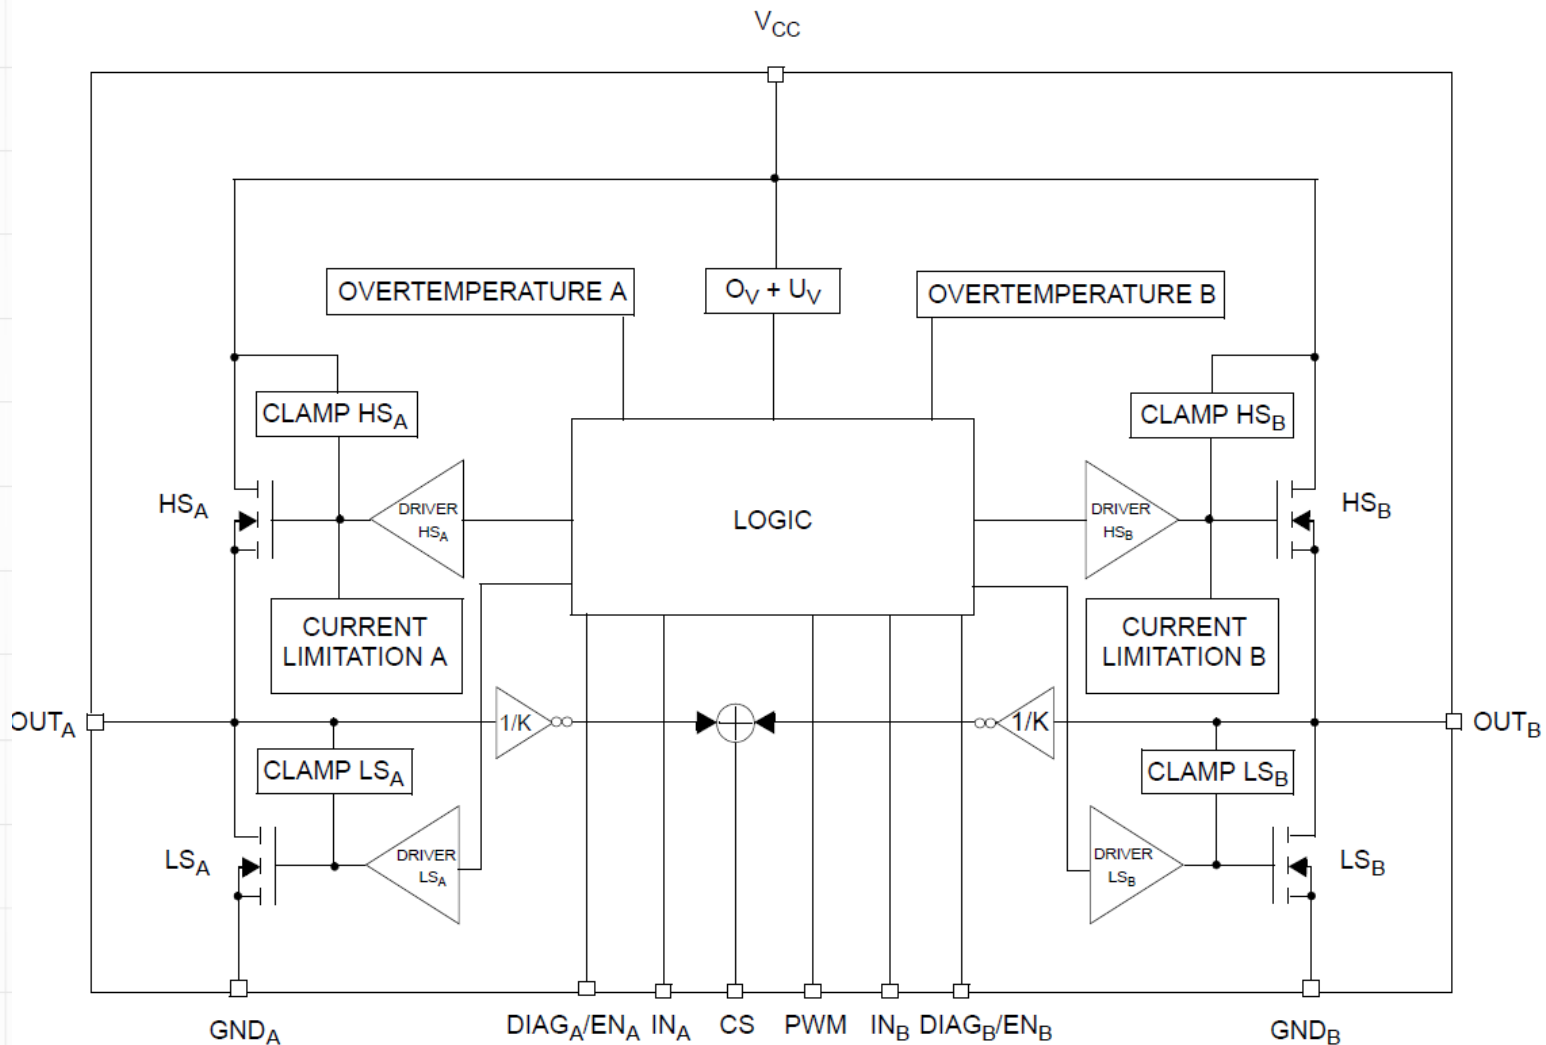 VCC
OVERTEMPERATURE A
OV + UV
OVERTEMPERATURE B
CLAMP HSA
CLAMP HSB
HSA
DRIVER
HSA
LOGIC
DRIVER
HSB
HSB
CURRENT
LIMITATION A
CURRENT
LIMITATION B
OUTA
1/K
1/K
OUTB
CLAMP LSA
CLAMP LSB
LSA
DRIVER
LSA
DRIVER
LSB
LSB
GNDA
DIAGA/ENA
INA
CS
PWM
INB
DIAGB/ENB
GNDB